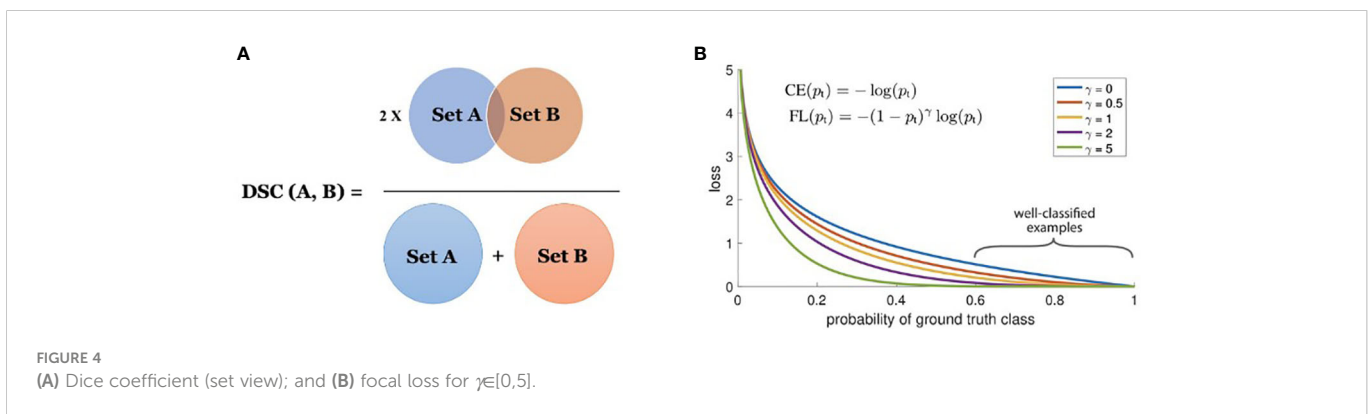 A
2 X Set A Set B
DSC (A, B) =
Set A + Set B
B
CE(pt) = − log(pt)
FL(pt) = −(1 − pt)^γ log(pt)
γ = 0
γ = 0.5
γ = 1
γ = 2
γ = 5
5
4
3
2
1
0
loss
well-classified
examples
0 0.2 0.4 0.6 0.8 1
probability of ground truth class
FIGURE 4
(A) Dice coefficient (set view); and (B) focal loss for γ∈[0,5].